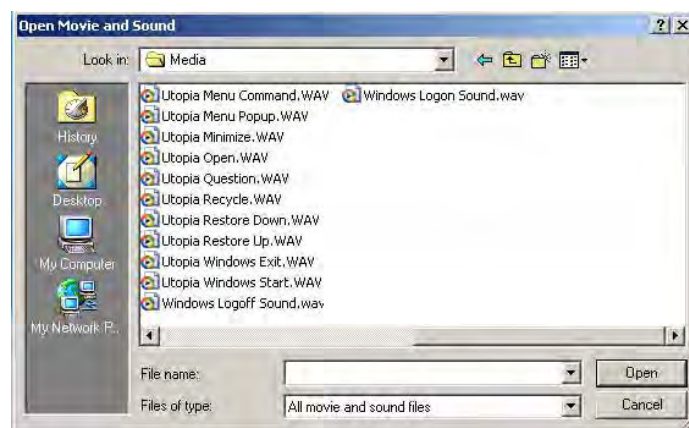 Open Movie and Sound
Look in: Media
History
Desktop
My Computer
My Network P..
Utopia Menu Command.WAV
Utopia Menu Popup.WAV
Utopia Minimize.WAV
Utopia Open.WAV
Utopia Question.WAV
Utopia Recycle.WAV
Utopia Restore Down.WAV
Utopia Restore Up.WAV
Utopia Windows Exit.WAV
Utopia Windows Start.WAV
Windows Logoff Sound.wav
Windows Logon Sound.wav
File name:
Open
Files of type: All movie and sound files
Cancel